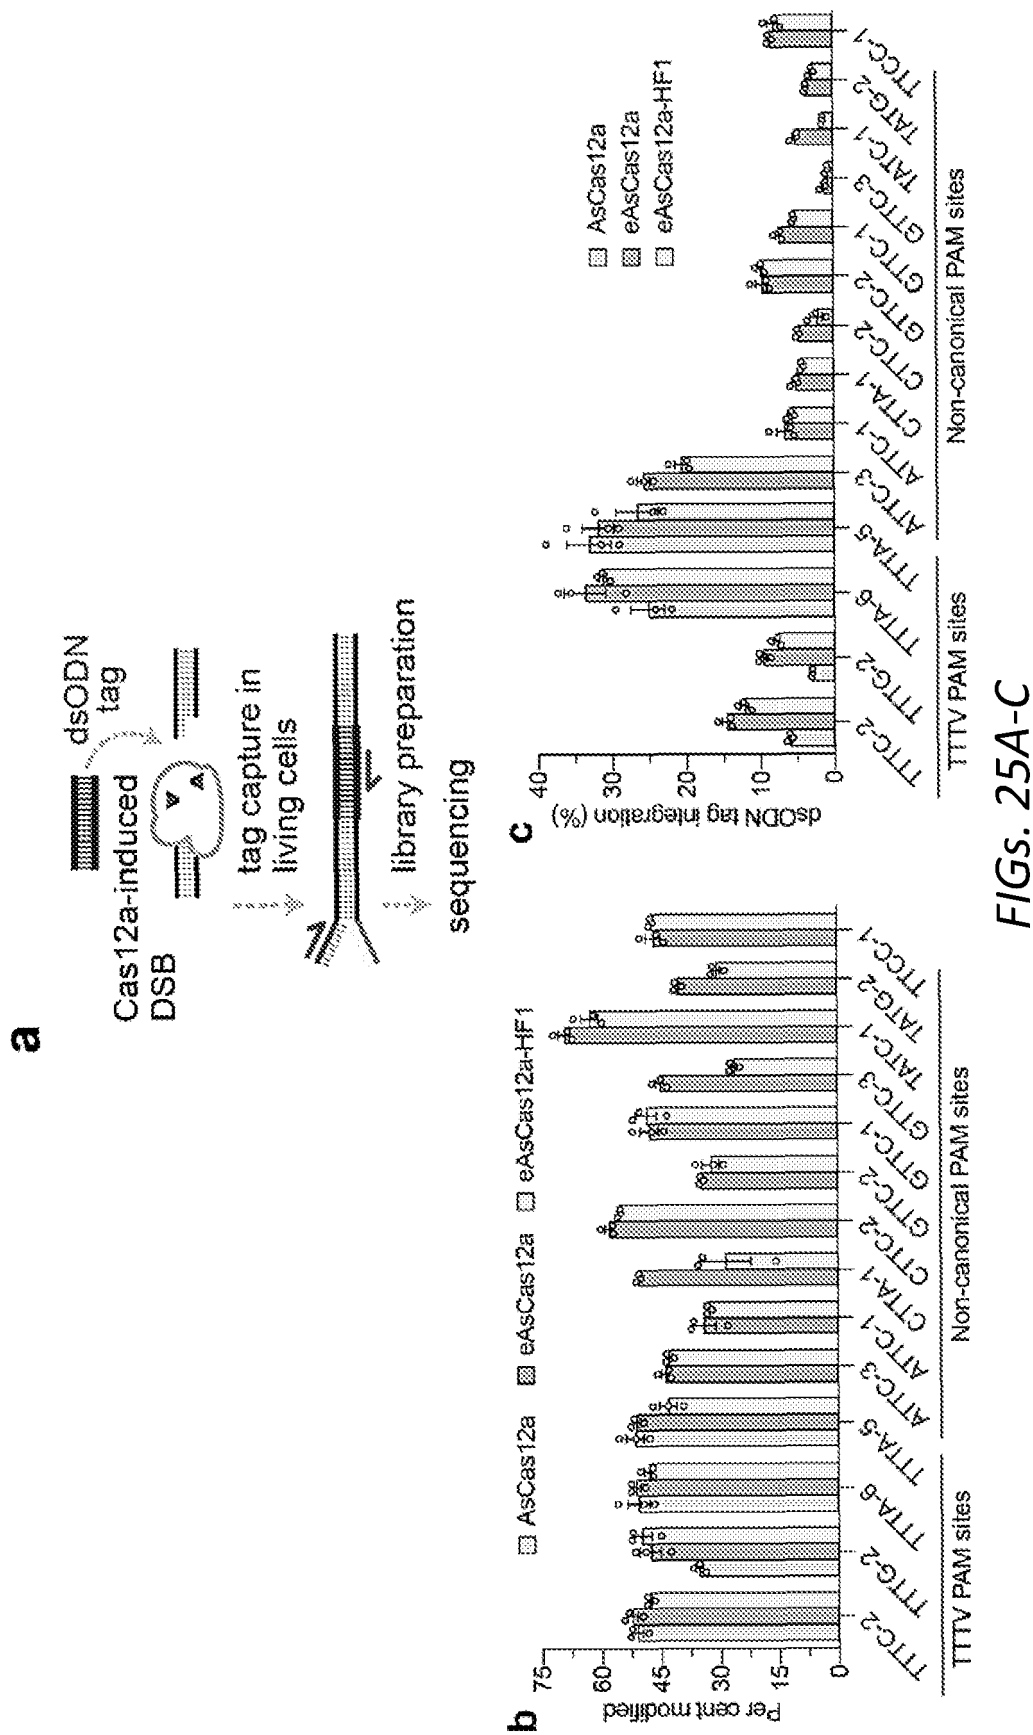 a
dsODN
tag
Cas12a-induced
DSB
tag capture in
living cells
library preparation
sequencing
b
AsCas12a
eAsCas12a
eAsCas12a-HF1
Per cent modified
75
60
45
30
15
0
TTTC-2
TTTG-2
TTTA-6
TTTA-5
ATTC-3
ATTC-1
CTTA-1
CTTC-2
GTTC-2
GTTC-1
GTTC-3
TATC-1
TATG-2
TTCC-1
TTTV PAM sites
Non-canonical PAM sites
c
AsCas12a
eAsCas12a
eAsCas12a-HF1
dsODN tag integration (%)
40
30
20
10
0
TTTC-2
TTTG-2
TTTA-6
TTTA-5
ATTC-3
ATTC-1
CTTA-1
CTTC-2
GTTC-2
GTTC-1
GTTC-3
TATC-1
TATG-2
TTCC-1
TTTV PAM sites
Non-canonical PAM sites
FIGs. 25A-C